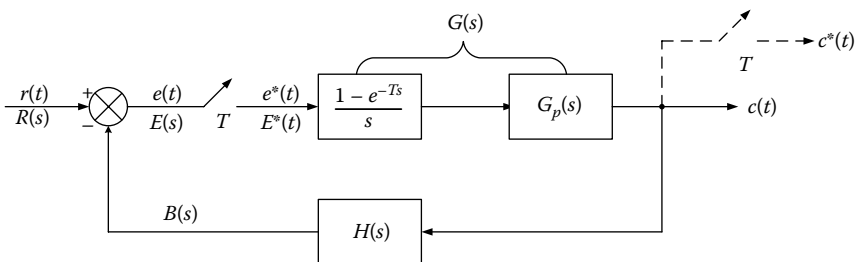 G(s)
c*(t)
T
r(t)
R(s)
+
−
e(t)
E(s)
T
e*(t)
E*(t)
1 − e^{−Ts}
s
G_p(s)
c(t)
B(s)
H(s)